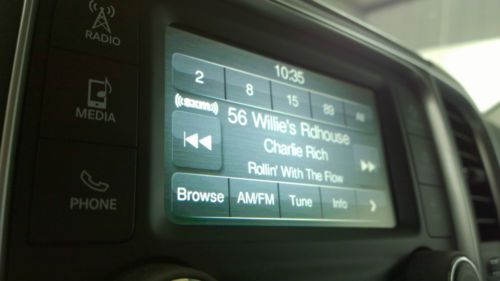 RADIO
MEDIA
PHONE
10:35
2 8 15 89 All
((SXM))
56 Willie's Rdhouse
Charlie Rich
Rollin' With The Flow
Browse AM/FM Tune Info